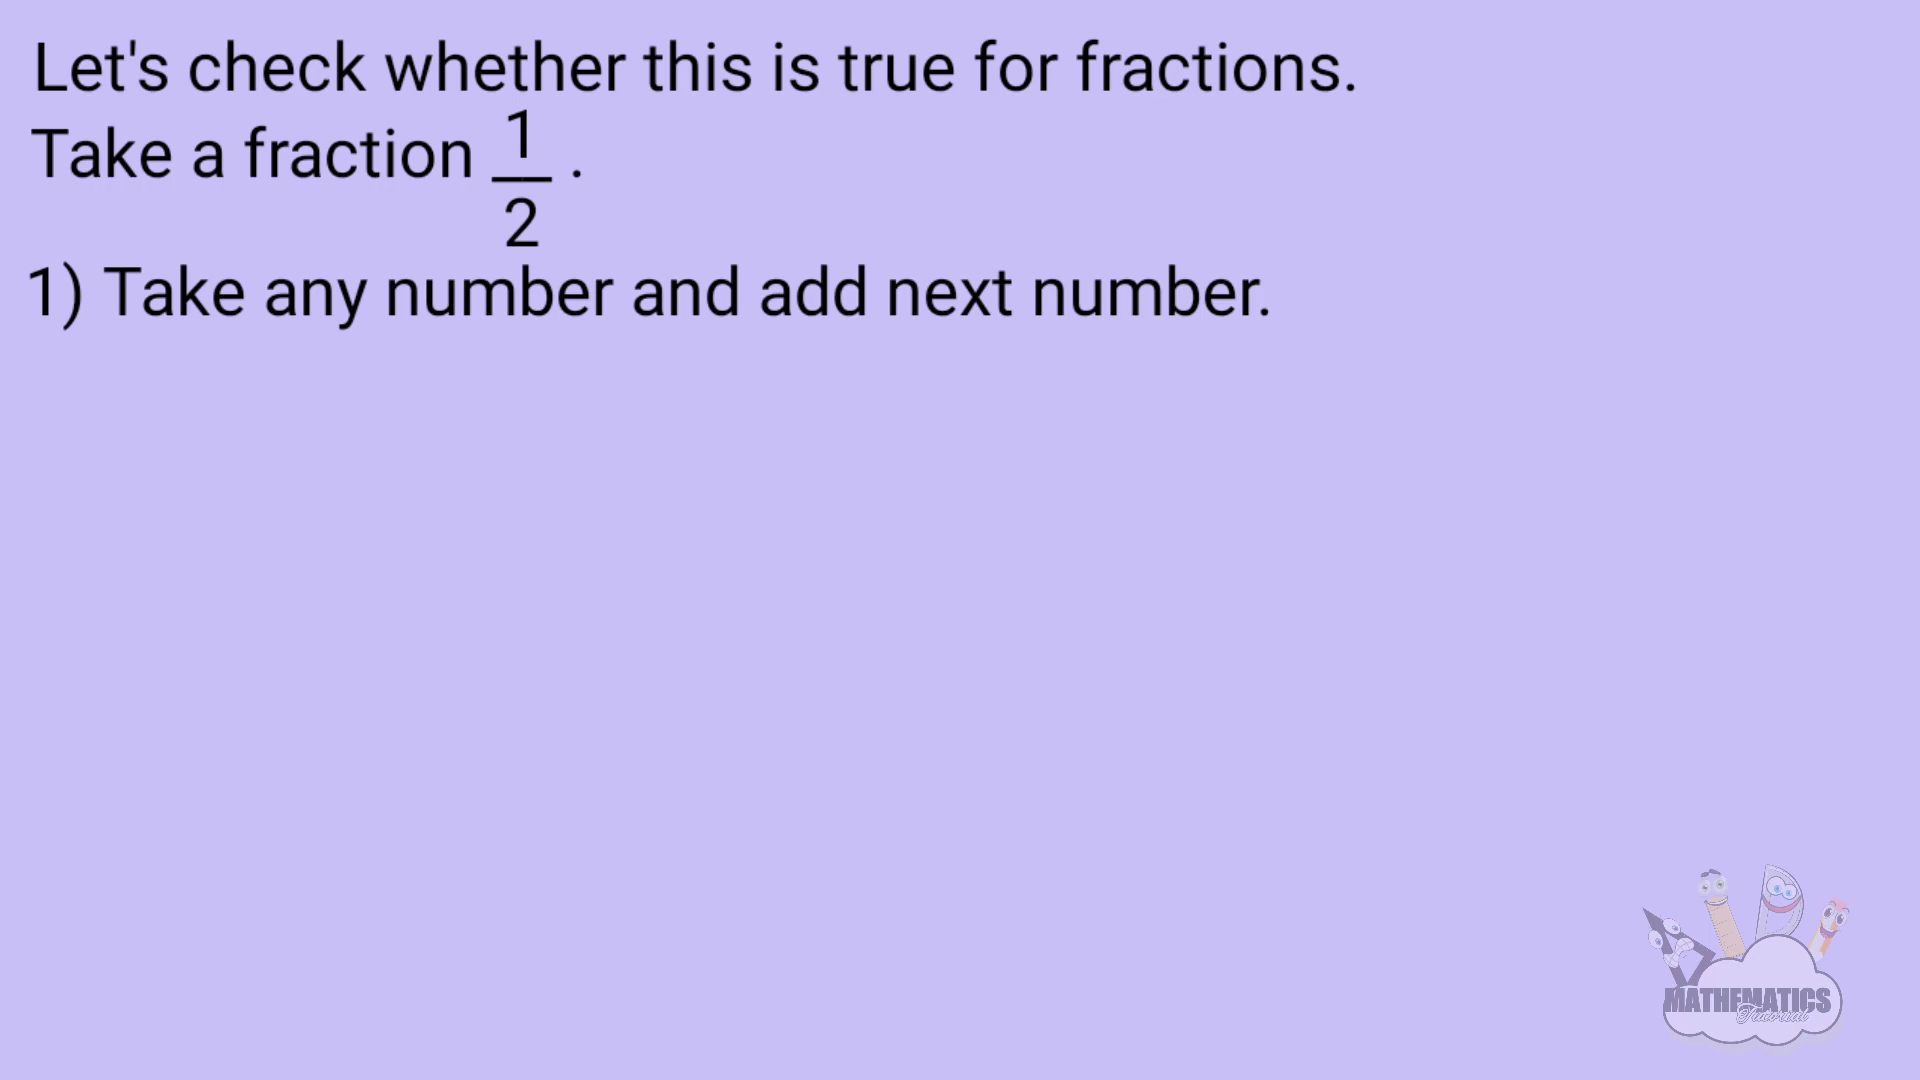 Let's check whether this is true for fractions.
Take a fraction 1/2 .
1) Take any number and add next number.
MATHEMATICS
Tutorial